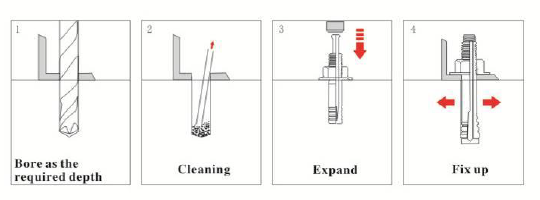 1
2
3
4
Bore as the
required depth
Cleaning
Expand
Fix up